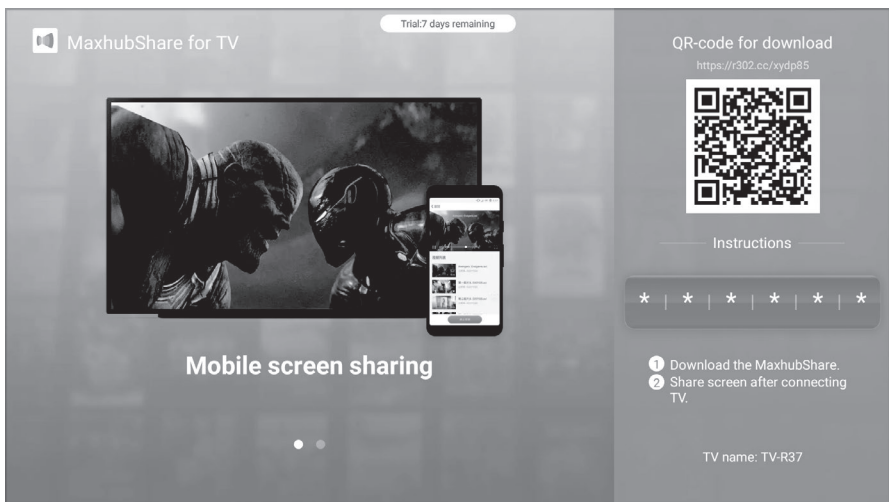 Trial:7 days remaining
MaxhubShare for TV
Mobile screen sharing
QR-code for download
https://r302.cc/xydp85
Instructions
* | * | * | * | * | *
1 Download the MaxhubShare.
2 Share screen after connecting
TV.
TV name: TV-R37